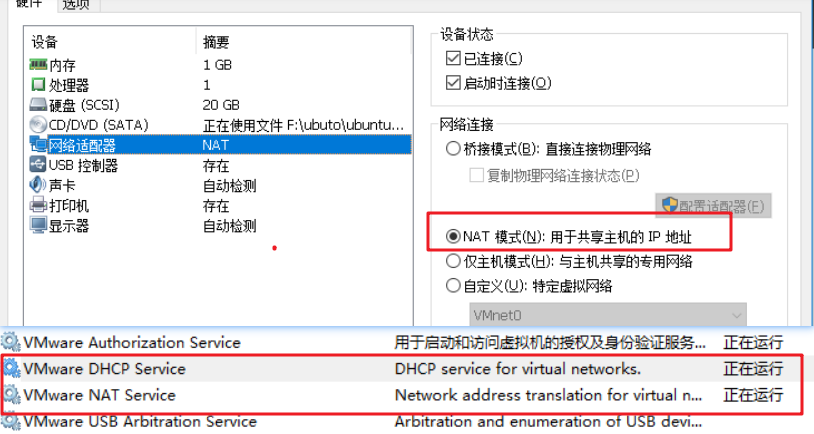 硬件 选项
设备 摘要
内存 1 GB
处理器 1
硬盘 (SCSI) 20 GB
CD/DVD (SATA) 正在使用文件 F:\ubuto\ubuntu...
网络适配器 NAT
USB 控制器 存在
声卡 自动检测
打印机 存在
显示器 自动检测
设备状态
已连接(C)
启动时连接(O)
网络连接
桥接模式(B): 直接连接物理网络
复制物理网络连接状态(P)
配置适配器(E)
NAT 模式(N): 用于共享主机的 IP 地址
仅主机模式(H): 与主机共享的专用网络
自定义(U): 特定虚拟网络
VMnet0
VMware Authorization Service 用于启动和访问虚拟机的授权及身份验证服务... 正在运行
VMware DHCP Service DHCP service for virtual networks. 正在运行
VMware NAT Service Network address translation for virtual n... 正在运行
VMware USB Arbitration Service Arbitration and enumeration of USB devi...